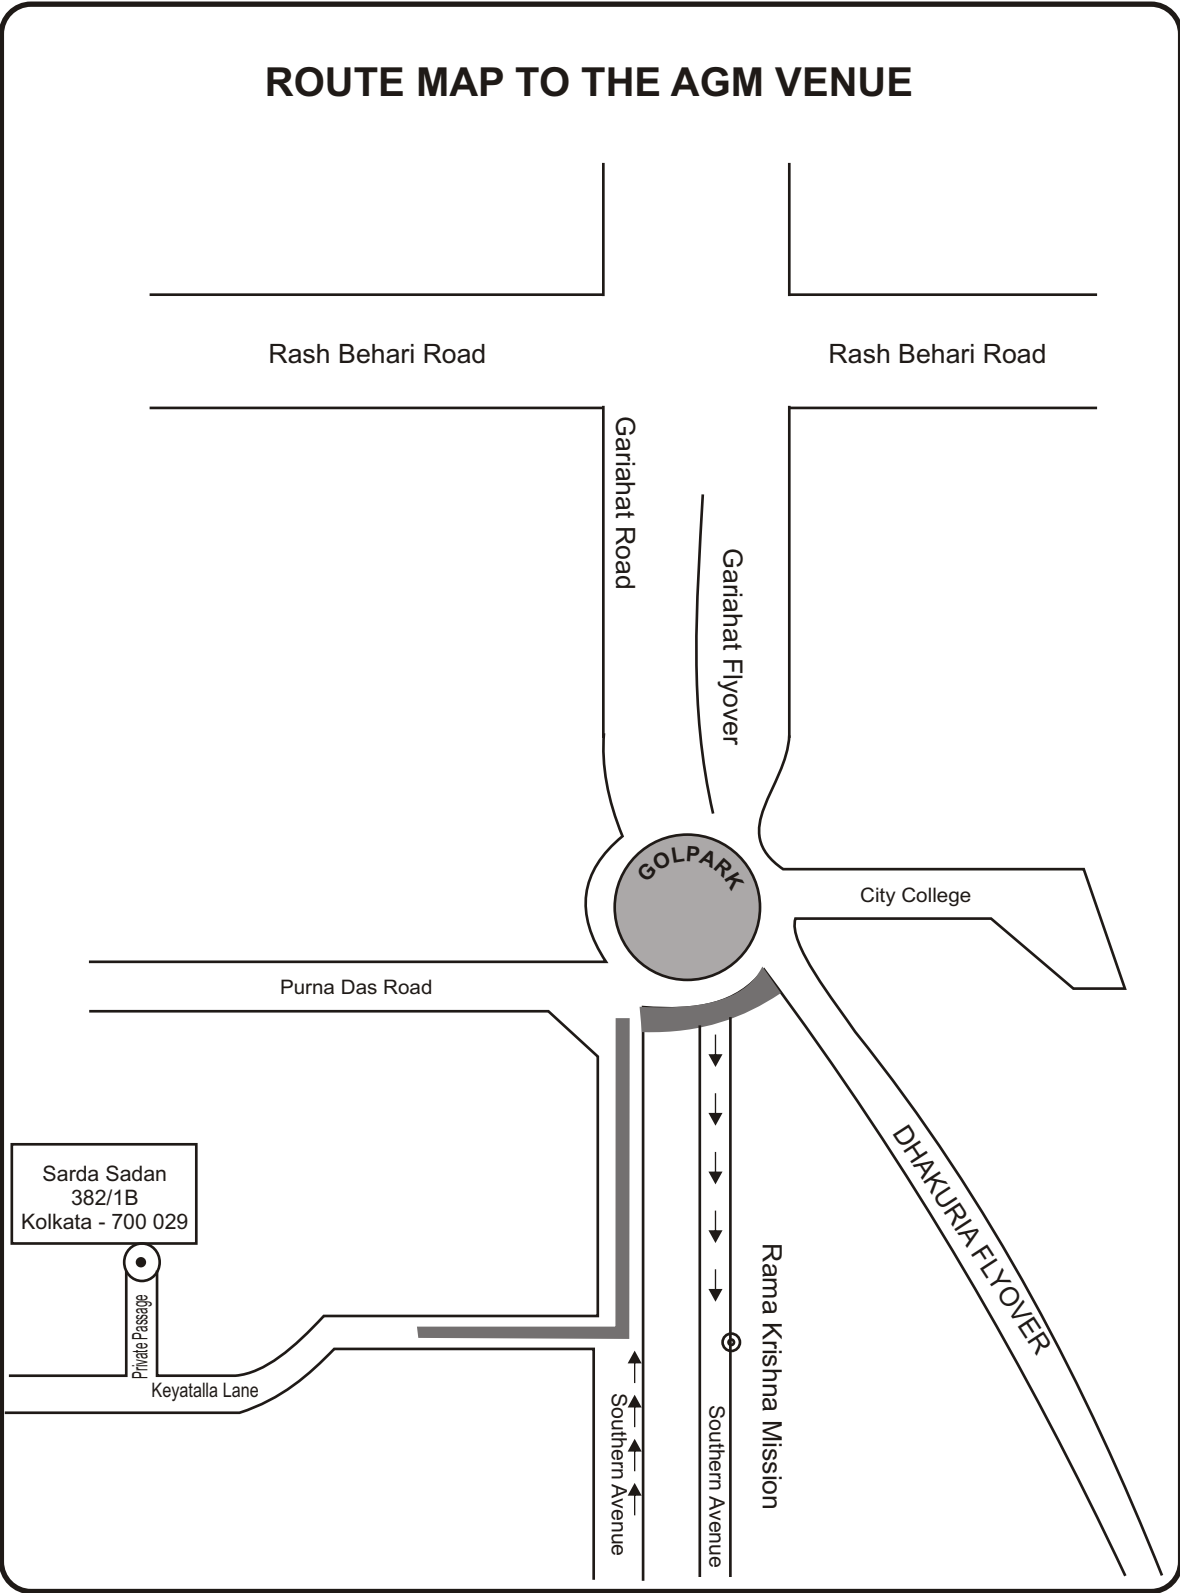 ROUTE MAP TO THE AGM VENUE
Rash Behari Road
Rash Behari Road
Gariahat Road
Gariahat Flyover
GOLPARK
City College
Purna Das Road
DHAKURIA FLYOVER
Sarda Sadan
382/1B
Kolkata - 700 029
Private Passage
Keyatalla Lane
Rama Krishna Mission
Southern Avenue
Southern Avenue